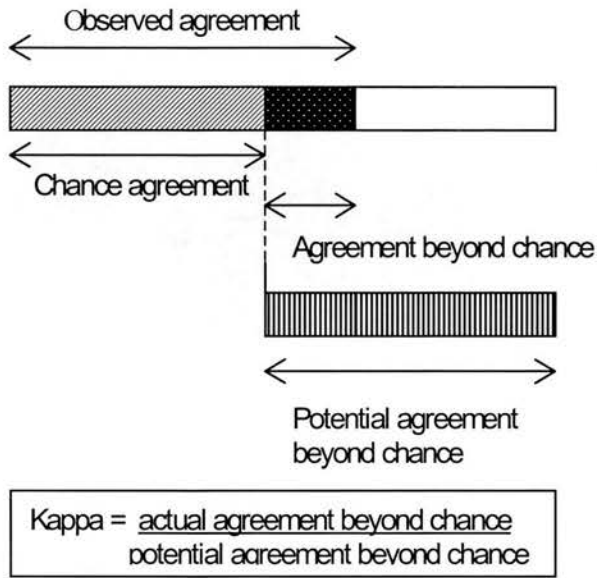 Observed agreement
Chance agreement
Agreement beyond chance
Potential agreement
beyond chance
Kappa = actual agreement beyond chance
potential agreement beyond chance